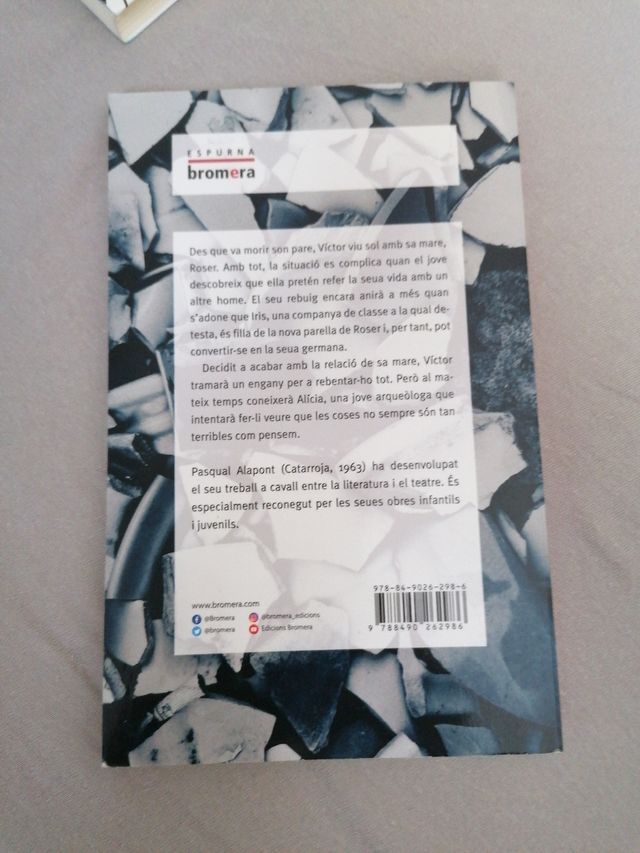 ESPURNA
bromera
Des que va morir son pare, Víctor viu sol amb sa mare,
Roser. Amb tot, la situació es complica quan el jove
descobreix que ella pretén refer la seua vida amb un
altre home. El seu rebuig encara anirà a més quan
s'adone que Iris, una companya de classe a la qual de-
testa, és filla de la nova parella de Roser i, per tant, pot
convertir-se en la seua germana.
Decidit a acabar amb la relació de sa mare, Víctor
tramarà un engany per a rebentar-ho tot. Però al ma-
teix temps coneixerà Alícia, una jove arqueòloga que
intentarà fer-li veure que les coses no sempre són tan
terribles com pensem.
Pasqual Alapont (Catarroja, 1963) ha desenvolupat
el seu treball a cavall entre la literatura i el teatre. És
especialment reconegut per les seues obres infantils
i juvenils.
978-84-9026-298-6
www.bromera.com
@Bromera @bromera_edicions
@bromera Edicions Bromera
9 788490 262986